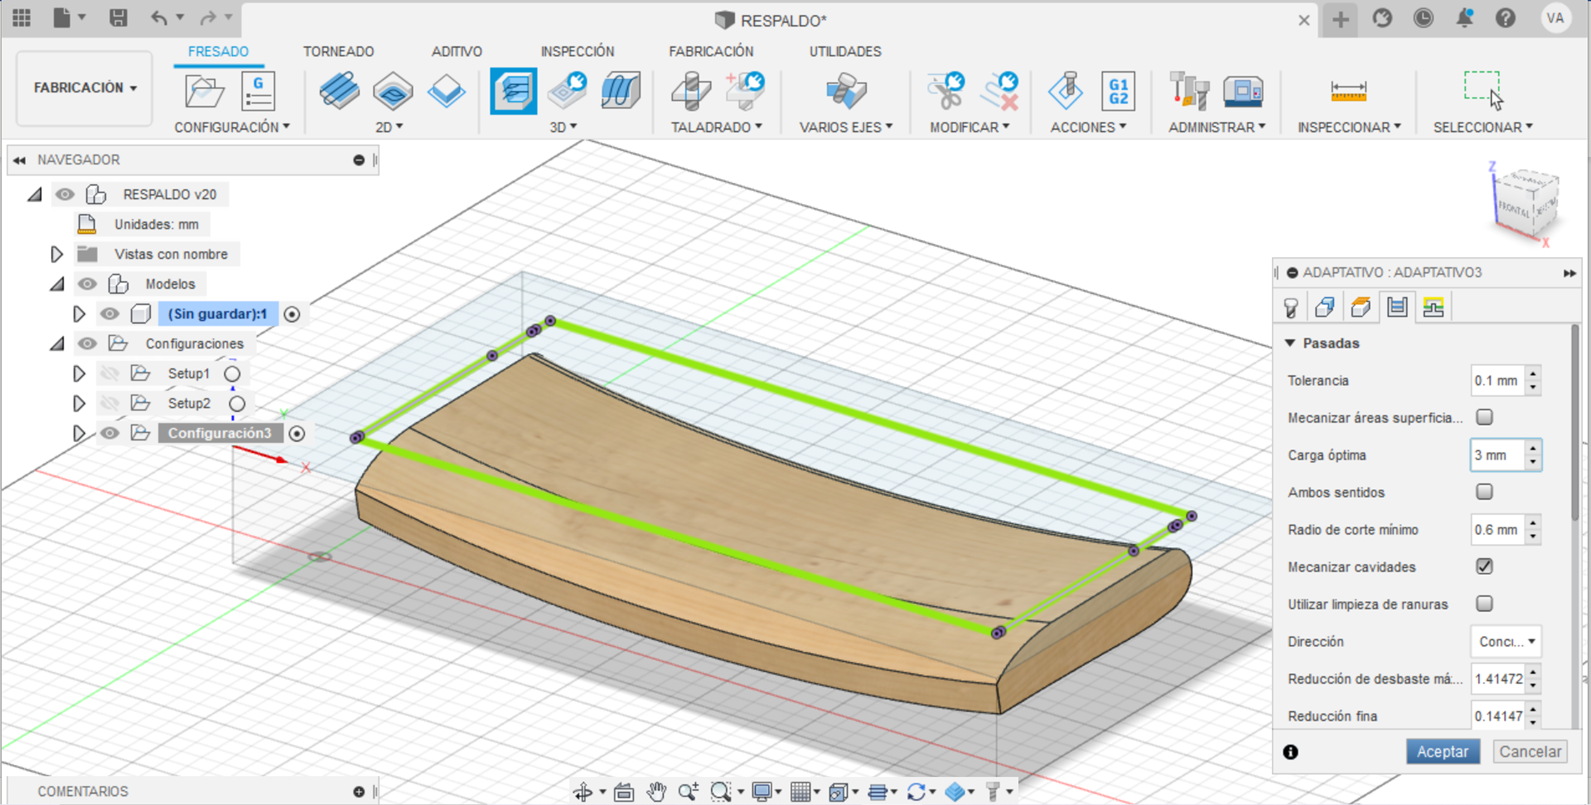 RESPALDO*
VA
FABRICACIÓN
FRESADO
TORNEADO
ADITIVO
INSPECCIÓN
FABRICACIÓN
UTILIDADES
G
G1
G2
CONFIGURACIÓN
2D
3D
TALADRADO
VARIOS EJES
MODIFICAR
ACCIONES
ADMINISTRAR
INSPECCIONAR
SELECCIONAR
NAVEGADOR
RESPALDO v20
Unidades: mm
Vistas con nombre
Modelos
(Sin guardar):1
Configuraciones
Setup1
Setup2
Configuración3
X
Y
Z
FRONTAL
X
ADAPTATIVO : ADAPTATIVO3
Pasadas
Tolerancia
0.1 mm
Mecanizar áreas superficia...
Carga óptima
3 mm
Ambos sentidos
Radio de corte mínimo
0.6 mm
Mecanizar cavidades
Utilizar limpieza de ranuras
Dirección
Concı...
Reducción de desbaste má...
1.41472
Reducción fina
0.14147
Aceptar
Cancelar
COMENTARIOS